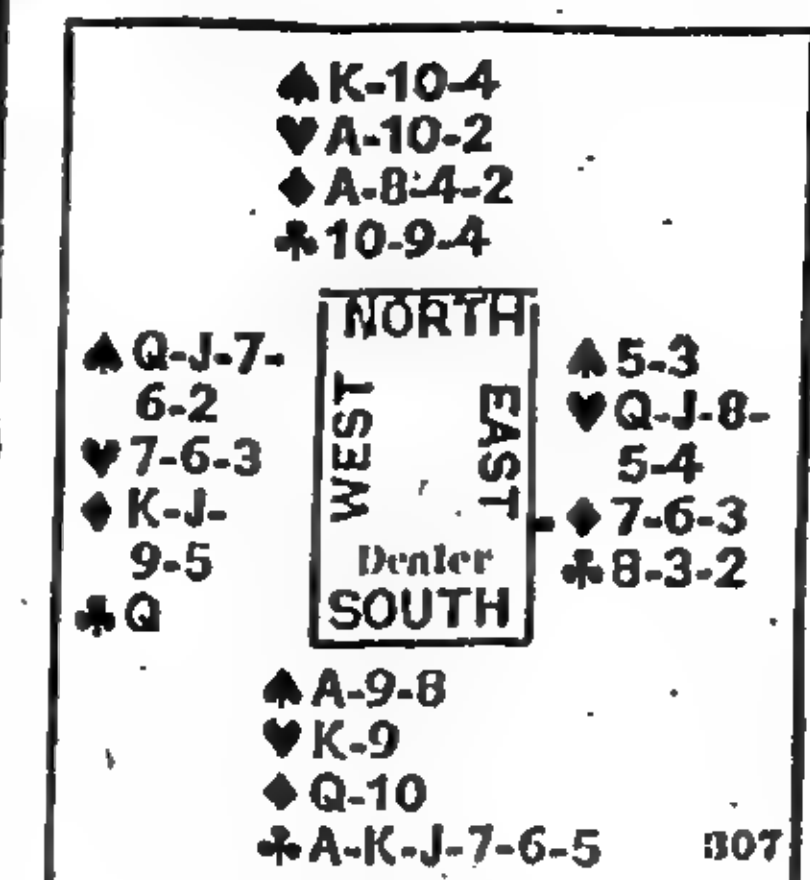 ♠ K-10-4
♥ A-10-2
♦ A-8-4-2
♣ 10-9-4
NORTH
♠ Q-J-7-
6-2
♥ 7-6-3
♦ K-J-
9-5
♣ Q
WEST
EAST
♠ 5-3
♥ Q-J-8-
5-4
♦ 7-6-3
♣ 8-3-2
Dealer
SOUTH
♠ A-9-8
♥ K-9
♦ Q-10
♣ A-K-J-7-6-5
307